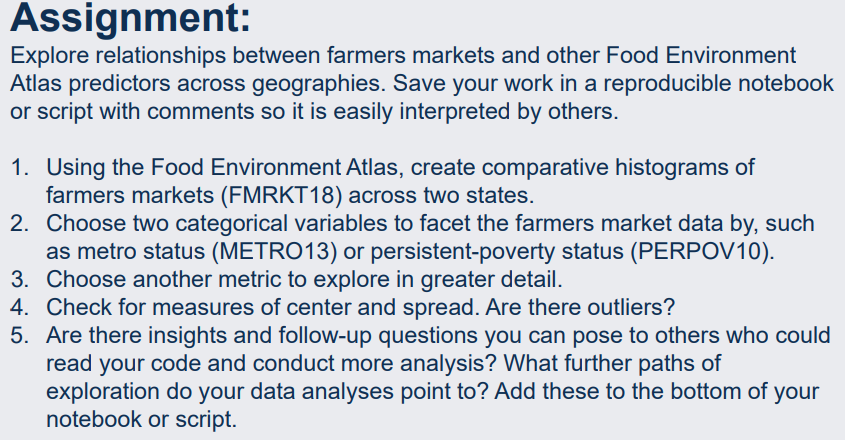 Assignment:
Explore relationships between farmers markets and other Food Environment
Atlas predictors across geographies. Save your work in a reproducible notebook
or script with comments so it is easily interpreted by others.
1. Using the Food Environment Atlas, create comparative histograms of
farmers markets (FMRKT18) across two states.
2. Choose two categorical variables to facet the farmers market data by, such
as metro status (METRO13) or persistent-poverty status (PERPOV10).
3. Choose another metric to explore in greater detail.
4. Check for measures of center and spread. Are there outliers?
5. Are there insights and follow-up questions you can pose to others who could
read your code and conduct more analysis? What further paths of
exploration do your data analyses point to? Add these to the bottom of your
notebook or script.